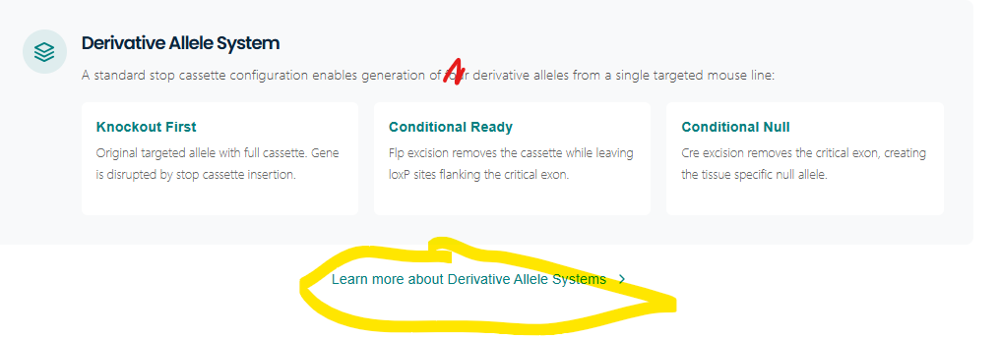 Derivative Allele System
A standard stop cassette configuration enables generation of derivative alleles from a single targeted mouse line:
Knockout First
Original targeted allele with full cassette. Gene
is disrupted by stop cassette insertion.
Conditional Ready
Flp excision removes the cassette while leaving
loxP sites flanking the critical exon.
Conditional Null
Cre excision removes the critical exon, creating
the tissue specific null allele.
Learn more about Derivative Allele Systems